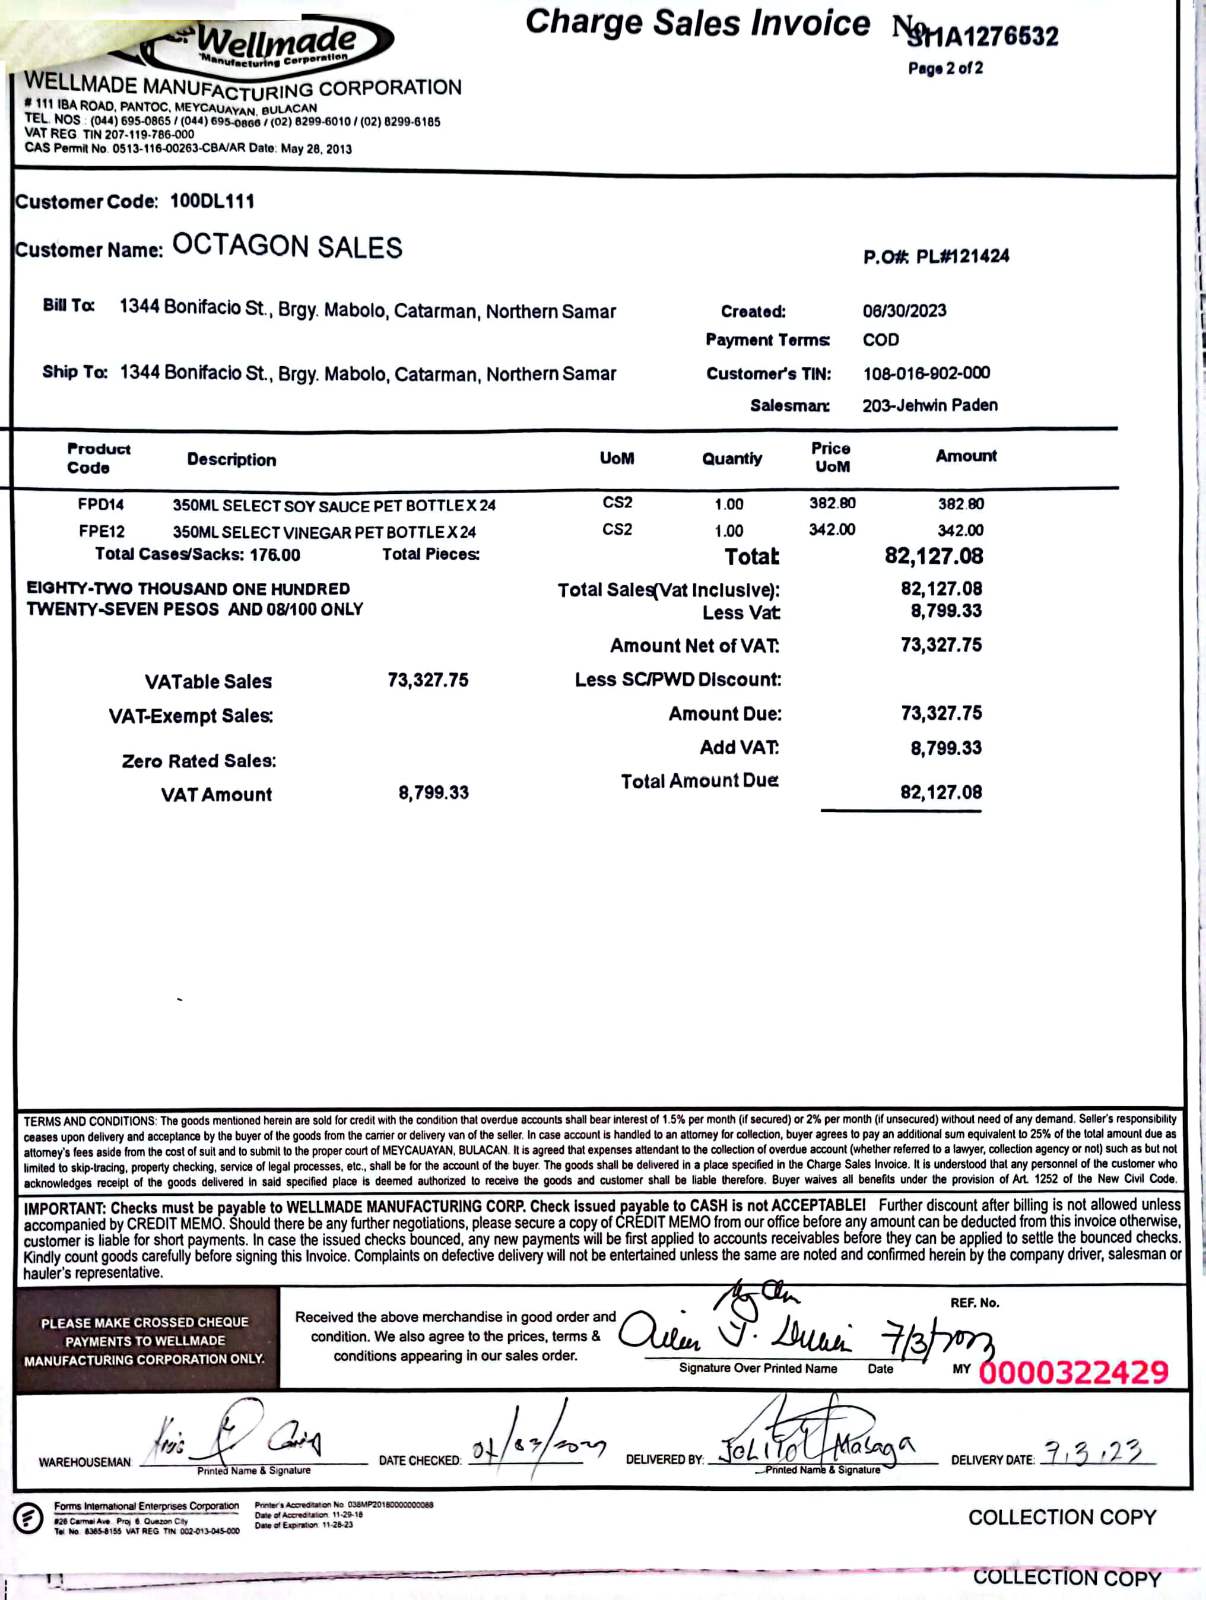 Wellmade
Manufacturing Corporation
Charge Sales Invoice No. SMA1276532
Page 2 of 2
WELLMADE MANUFACTURING CORPORATION
# 111 IBA ROAD, PANTOC, MEYCAUAYAN, BULACAN
TEL. NOS : (044) 695-0865 / (044) 695-0866 / (02) 8299-6010 / (02) 8299-6185
VAT REG. TIN 207-119-786-000
CAS Permit No. 0513-116-00263-CBA/AR Date: May 28, 2013
Customer Code: 100DL111
Customer Name: OCTAGON SALES
P.O#: PL#121424
Bill To: 1344 Bonifacio St., Brgy. Mabolo, Catarman, Northern Samar
Created: 06/30/2023
Payment Terms: COD
Ship To: 1344 Bonifacio St., Brgy. Mabolo, Catarman, Northern Samar
Customer's TIN: 108-016-902-000
Salesman: 203-Jehwin Paden
Product Code Description UoM Quantiy Price UoM Amount
FPD14 350ML SELECT SOY SAUCE PET BOTTLE X 24 CS2 1.00 382.80 382.80
FPE12 350ML SELECT VINEGAR PET BOTTLE X 24 CS2 1.00 342.00 342.00
Total Cases/Sacks: 176.00 Total Pieces: Total: 82,127.08
EIGHTY-TWO THOUSAND ONE HUNDRED
TWENTY-SEVEN PESOS AND 08/100 ONLY
Total Sales(Vat Inclusive): 82,127.08
Less Vat: 8,799.33
Amount Net of VAT: 73,327.75
VATable Sales 73,327.75 Less SC/PWD Discount:
VAT-Exempt Sales: Amount Due: 73,327.75
Add VAT: 8,799.33
Zero Rated Sales:
Total Amount Due: 82,127.08
VAT Amount 8,799.33
TERMS AND CONDITIONS: The goods mentioned herein are sold for credit with the condition that overdue accounts shall bear interest of 1.5% per month (if secured) or 2% per month (if unsecured) without need of any demand. Seller's responsibility
ceases upon delivery and acceptance by the buyer of the goods from the carrier or delivery van of the seller. In case account is handled to an attorney for collection, buyer agrees to pay an additional sum equivalent to 25% of the total amount due as
attorney's fees aside from the cost of suit and to submit to the proper court of MEYCAUAYAN, BULACAN. It is agreed that expenses attendant to the collection of overdue account (whether referred to a lawyer, collection agency or not) such as but not
limited to skip-tracing, property checking, service of legal processes, etc., shall be for the account of the buyer. The goods shall be delivered in a place specified in the Charge Sales Invoice. It is understood that any personnel of the customer who
acknowledges receipt of the goods delivered in said specified place is deemed authorized to receive the goods and customer shall be liable therefore. Buyer waives all benefits under the provision of Art. 1252 of the New Civil Code.
IMPORTANT: Checks must be payable to WELLMADE MANUFACTURING CORP. Check issued payable to CASH is not ACCEPTABLE! Further discount after billing is not allowed unless
accompanied by CREDIT MEMO. Should there be any further negotiations, please secure a copy of CREDIT MEMO from our office before any amount can be deducted from this invoice otherwise,
customer is liable for short payments. In case the issued checks bounced, any new payments will be first applied to accounts receivables before they can be applied to settle the bounced checks.
Kindly count goods carefully before signing this Invoice. Complaints on defective delivery will not be entertained unless the same are noted and confirmed herein by the company driver, salesman or
hauler's representative.
PLEASE MAKE CROSSED CHEQUE
PAYMENTS TO WELLMADE
MANUFACTURING CORPORATION ONLY.
Received the above merchandise in good order and
condition. We also agree to the prices, terms &
conditions appearing in our sales order.
7/3/2023
Signature Over Printed Name Date
REF. No.
MY 0000322429
WAREHOUSEMAN:
Printed Name & Signature
DATE CHECKED:
DELIVERED BY: JoLiTo Malaga
Printed Name & Signature
DELIVERY DATE: 7.3.23
Forms International Enterprises Corporation
#26 Carmel Ave. Proj 6 Quezon City
Tel. No. 8365-8155 VAT REG. TIN 002-013-045-000
Printer's Accreditation No. 038MP20180000000088
Date of Accreditation: 11-29-18
Date of Expiration: 11-28-23
COLLECTION COPY
COLLECTION COPY